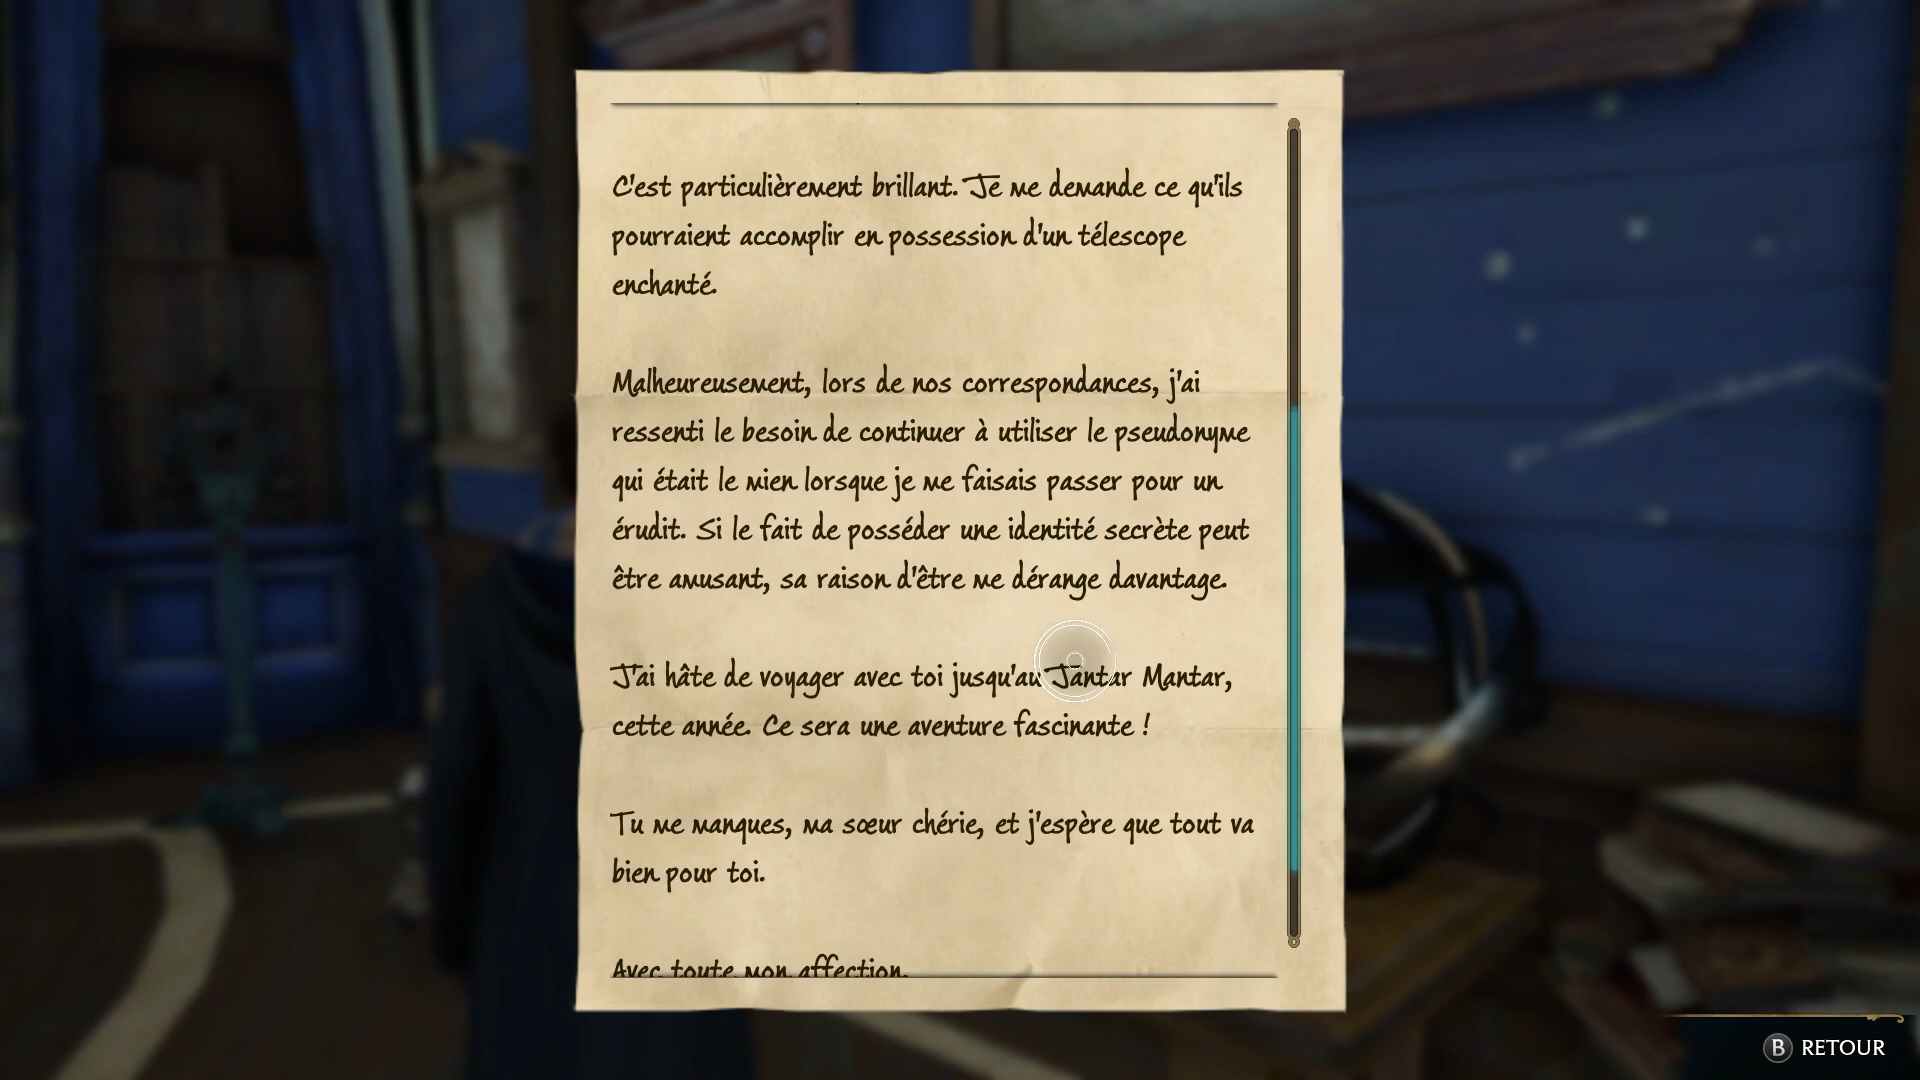 C'est particulièrement brillant. Je me demande ce qu'ils
pourraient accomplir en possession d'un télescope
enchanté.
Malheureusement, lors de nos correspondances, j'ai
ressenti le besoin de continuer à utiliser le pseudonyme
qui était le mien lorsque je me faisais passer pour un
érudit. Si le fait de posséder une identité secrète peut
être amusant, sa raison d'être me dérange davantage.
J'ai hâte de voyager avec toi jusqu'au Jantar Mantar,
cette année. Ce sera une aventure fascinante !
Tu me manques, ma sœur chérie, et j'espère que tout va
bien pour toi.
Avec toute mon affection,
B RETOUR